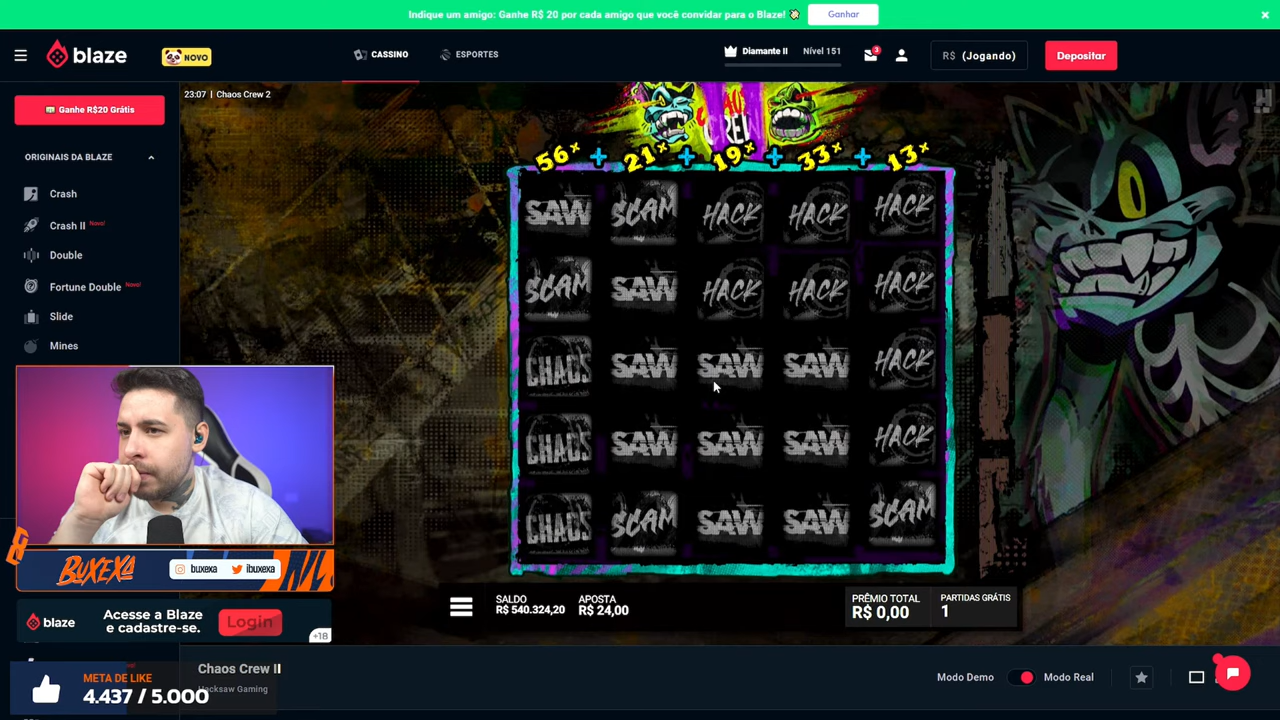 Indique um amigo: Ganhe R$ 20 por cada amigo que você convidar para o Blaze!
Ganhar
blaze
NOVO
CASSINO
ESPORTES
Diamante II
Nível 151
3
R$ (Jogando)
Depositar
Ganhe R$20 Grátis
23:07 | Chaos Crew 2
ORIGINAIS DA BLAZE
Crash
Crash II Novo!
Double
Fortune Double Novo!
Slide
Mines
56x + 21x + 19x + 33x + 13x
SAW SCAM HACK HACK HACK
SCAM SAW HACK HACK HACK
CHAOS SAW SAW SAW HACK
CHAOS SAW SAW SAW HACK
CHAOS SCAM SAW SAW SCAM
BUXEXA
buxexa
ibuxexa
blaze
Acesse a Blaze
e cadastre-se.
Login
+18
SALDO
R$ 540.324,20
APOSTA
R$ 24,00
PRÊMIO TOTAL
R$ 0,00
PARTIDAS GRÁTIS
1
META DE LIKE
4.437 / 5.000
Chaos Crew II
Hacksaw Gaming
Modo Demo
Modo Real